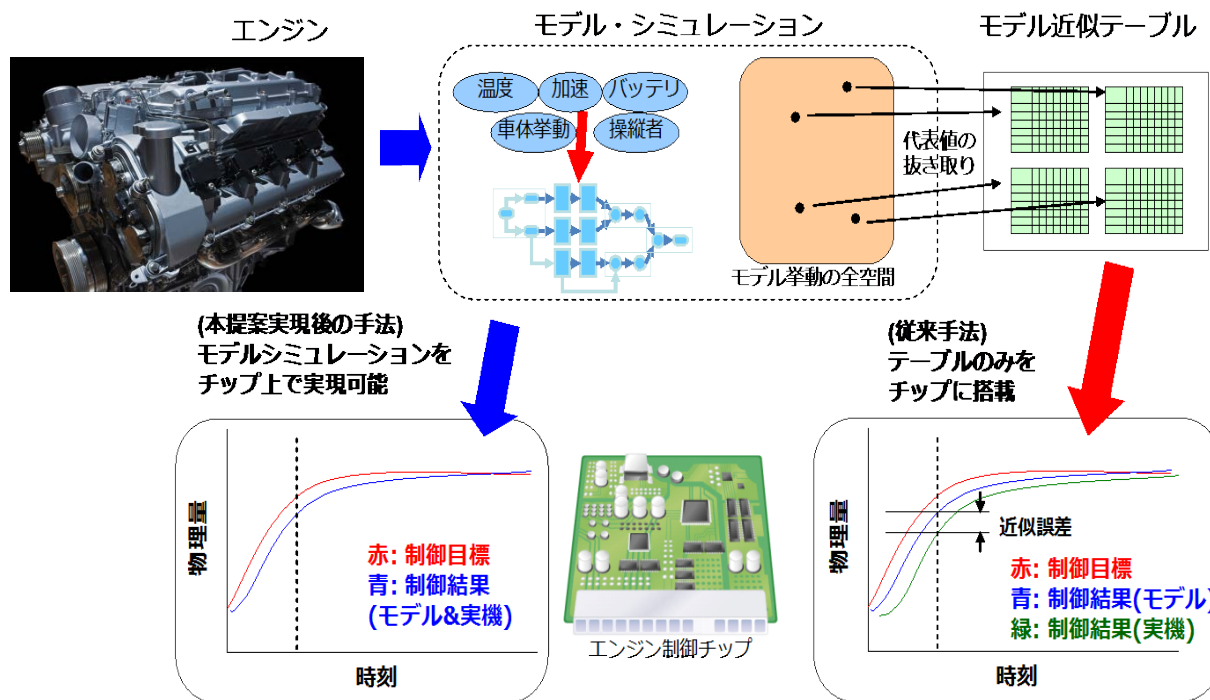 エンジン
モデル・シミュレーション
モデル近似テーブル
温度
加速
バッテリ
車体挙動
操縦者
代表値の
抜き取り
モデル挙動の全空間
(本提案実現後の手法)
モデルシミュレーションを
チップ上で実現可能
(従来手法)
テーブルのみを
チップに搭載
物理量
赤: 制御目標
青: 制御結果
(モデル&実機)
時刻
エンジン制御チップ
物理量
近似誤差
赤: 制御目標
青: 制御結果(モデル)
緑: 制御結果(実機)
時刻